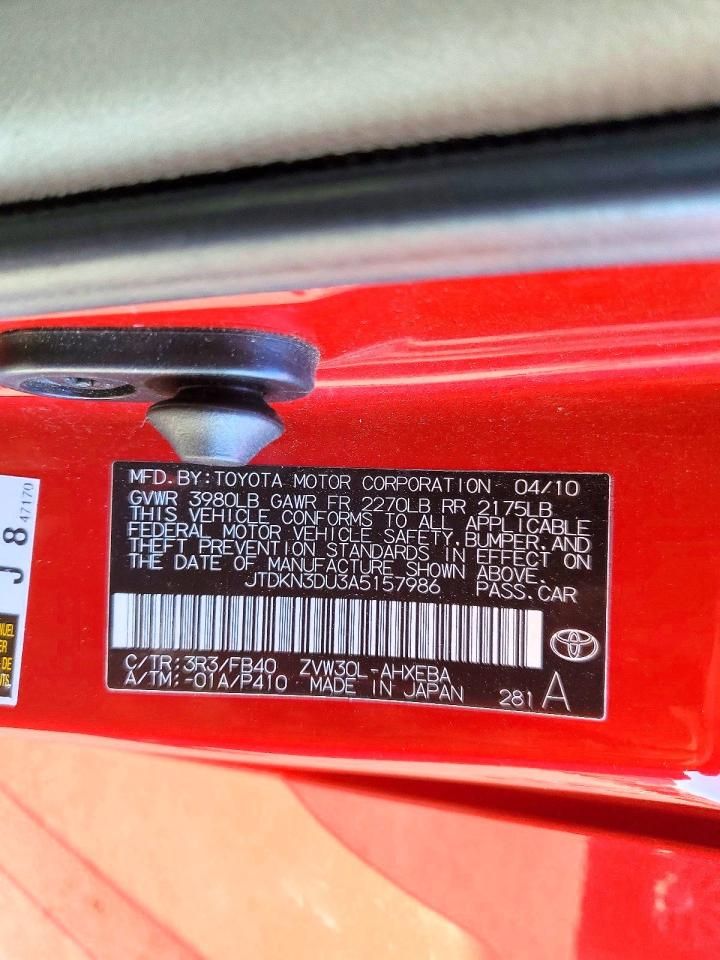 MFD. BY: TOYOTA MOTOR CORPORATION 04/10
GVWR 3980LB GAWR FR 2270LB RR 2175LB
THIS VEHICLE CONFORMS TO ALL APPLICABLE
FEDERAL MOTOR VEHICLE SAFETY, BUMPER, AND
THEFT PREVENTION STANDARDS IN EFFECT ON
THE DATE OF MANUFACTURE SHOWN ABOVE.
JTDKN3DU3A5157986 PASS.CAR
C/TR: 3R3/FB40 ZVW30L-AHXEBA
A/TM: -01A/P410 MADE IN JAPAN 281 A
J 8 47170
DE